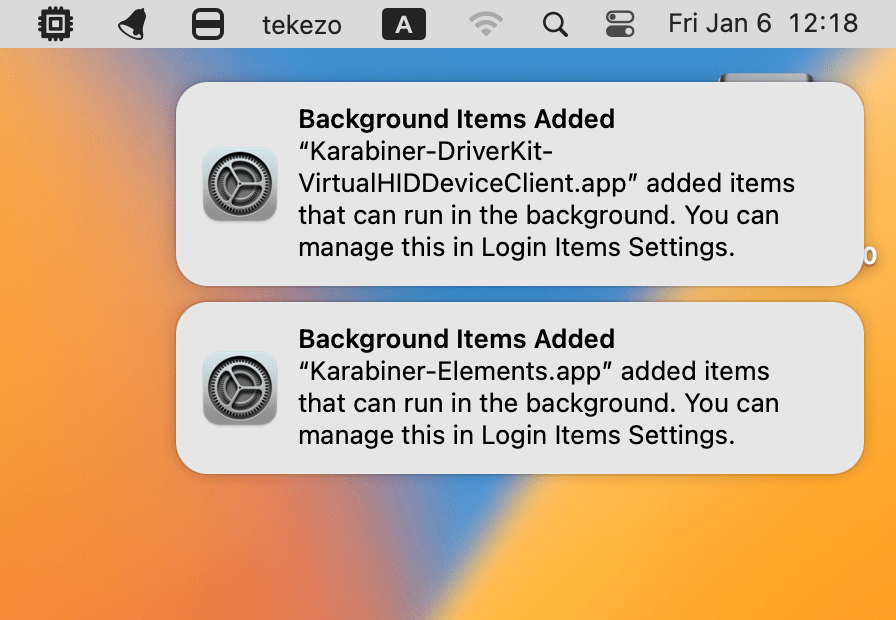 tekezo A Fri Jan 6 12:18
Background Items Added
“Karabiner-DriverKit-
VirtualHIDDeviceClient.app” added items
that can run in the background. You can
manage this in Login Items Settings.
0
Background Items Added
“Karabiner-Elements.app” added items
that can run in the background. You can
manage this in Login Items Settings.